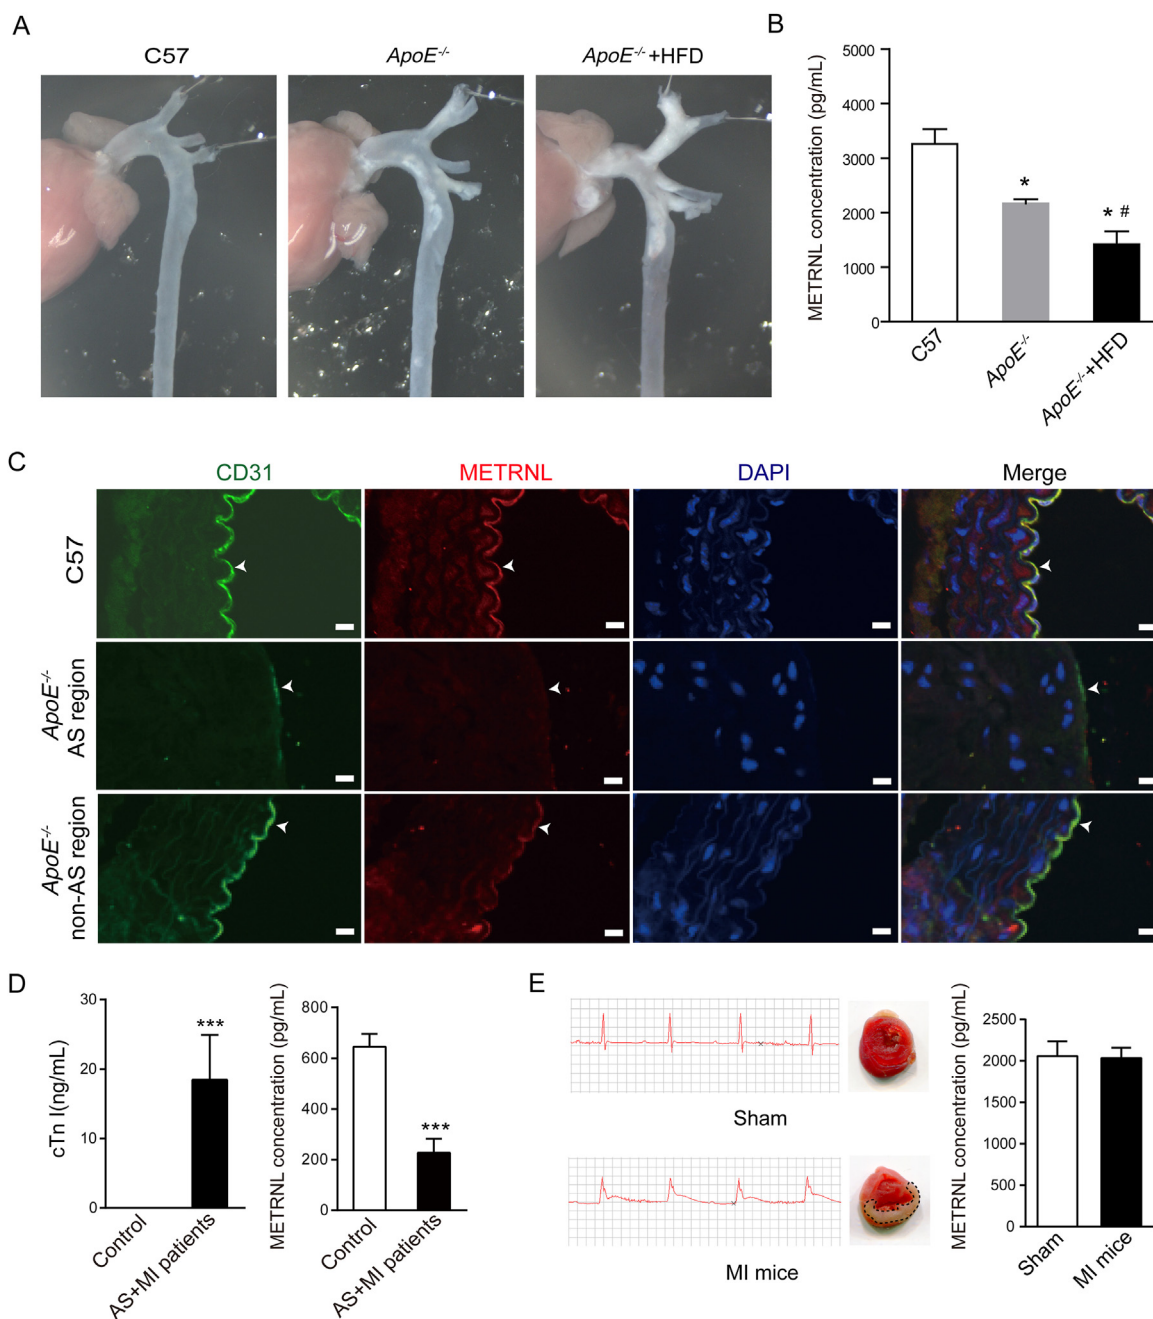 A
C57
ApoE-/-
ApoE-/-+HFD
B
METRNL concentration (pg/mL)
5000
4000
3000
2000
1000
0
*
* #
C57
ApoE-/-
ApoE-/-+HFD
C
CD31
METRNL
DAPI
Merge
C57
ApoE-/-
AS region
ApoE-/-
non-AS region
D
cTn I(ng/mL)
30
20
10
0
***
Control
AS+MI patients
METRNL concentration (pg/mL)
800
600
400
200
0
***
Control
AS+MI patients
E
Sham
MI mice
METRNL concentration (pg/mL)
2500
2000
1500
1000
500
0
Sham
MI mice